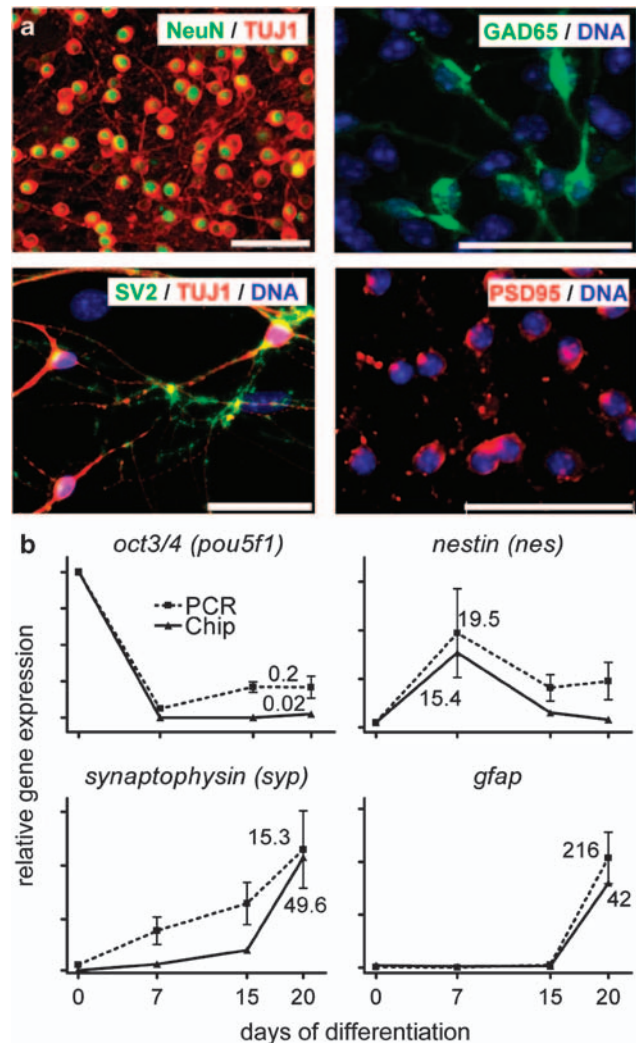 a
NeuN / TUJ1
GAD65 / DNA
SV2 / TUJ1 / DNA
PSD95 / DNA
b
oct3/4 (pou5f1)
nestin (nes)
PCR
Chip
0.2
0.02
19.5
15.4
synaptophysin (syp)
gfap
15.3
49.6
216
42
relative gene expression
0 7 15 20
0 7 15 20
days of differentiation